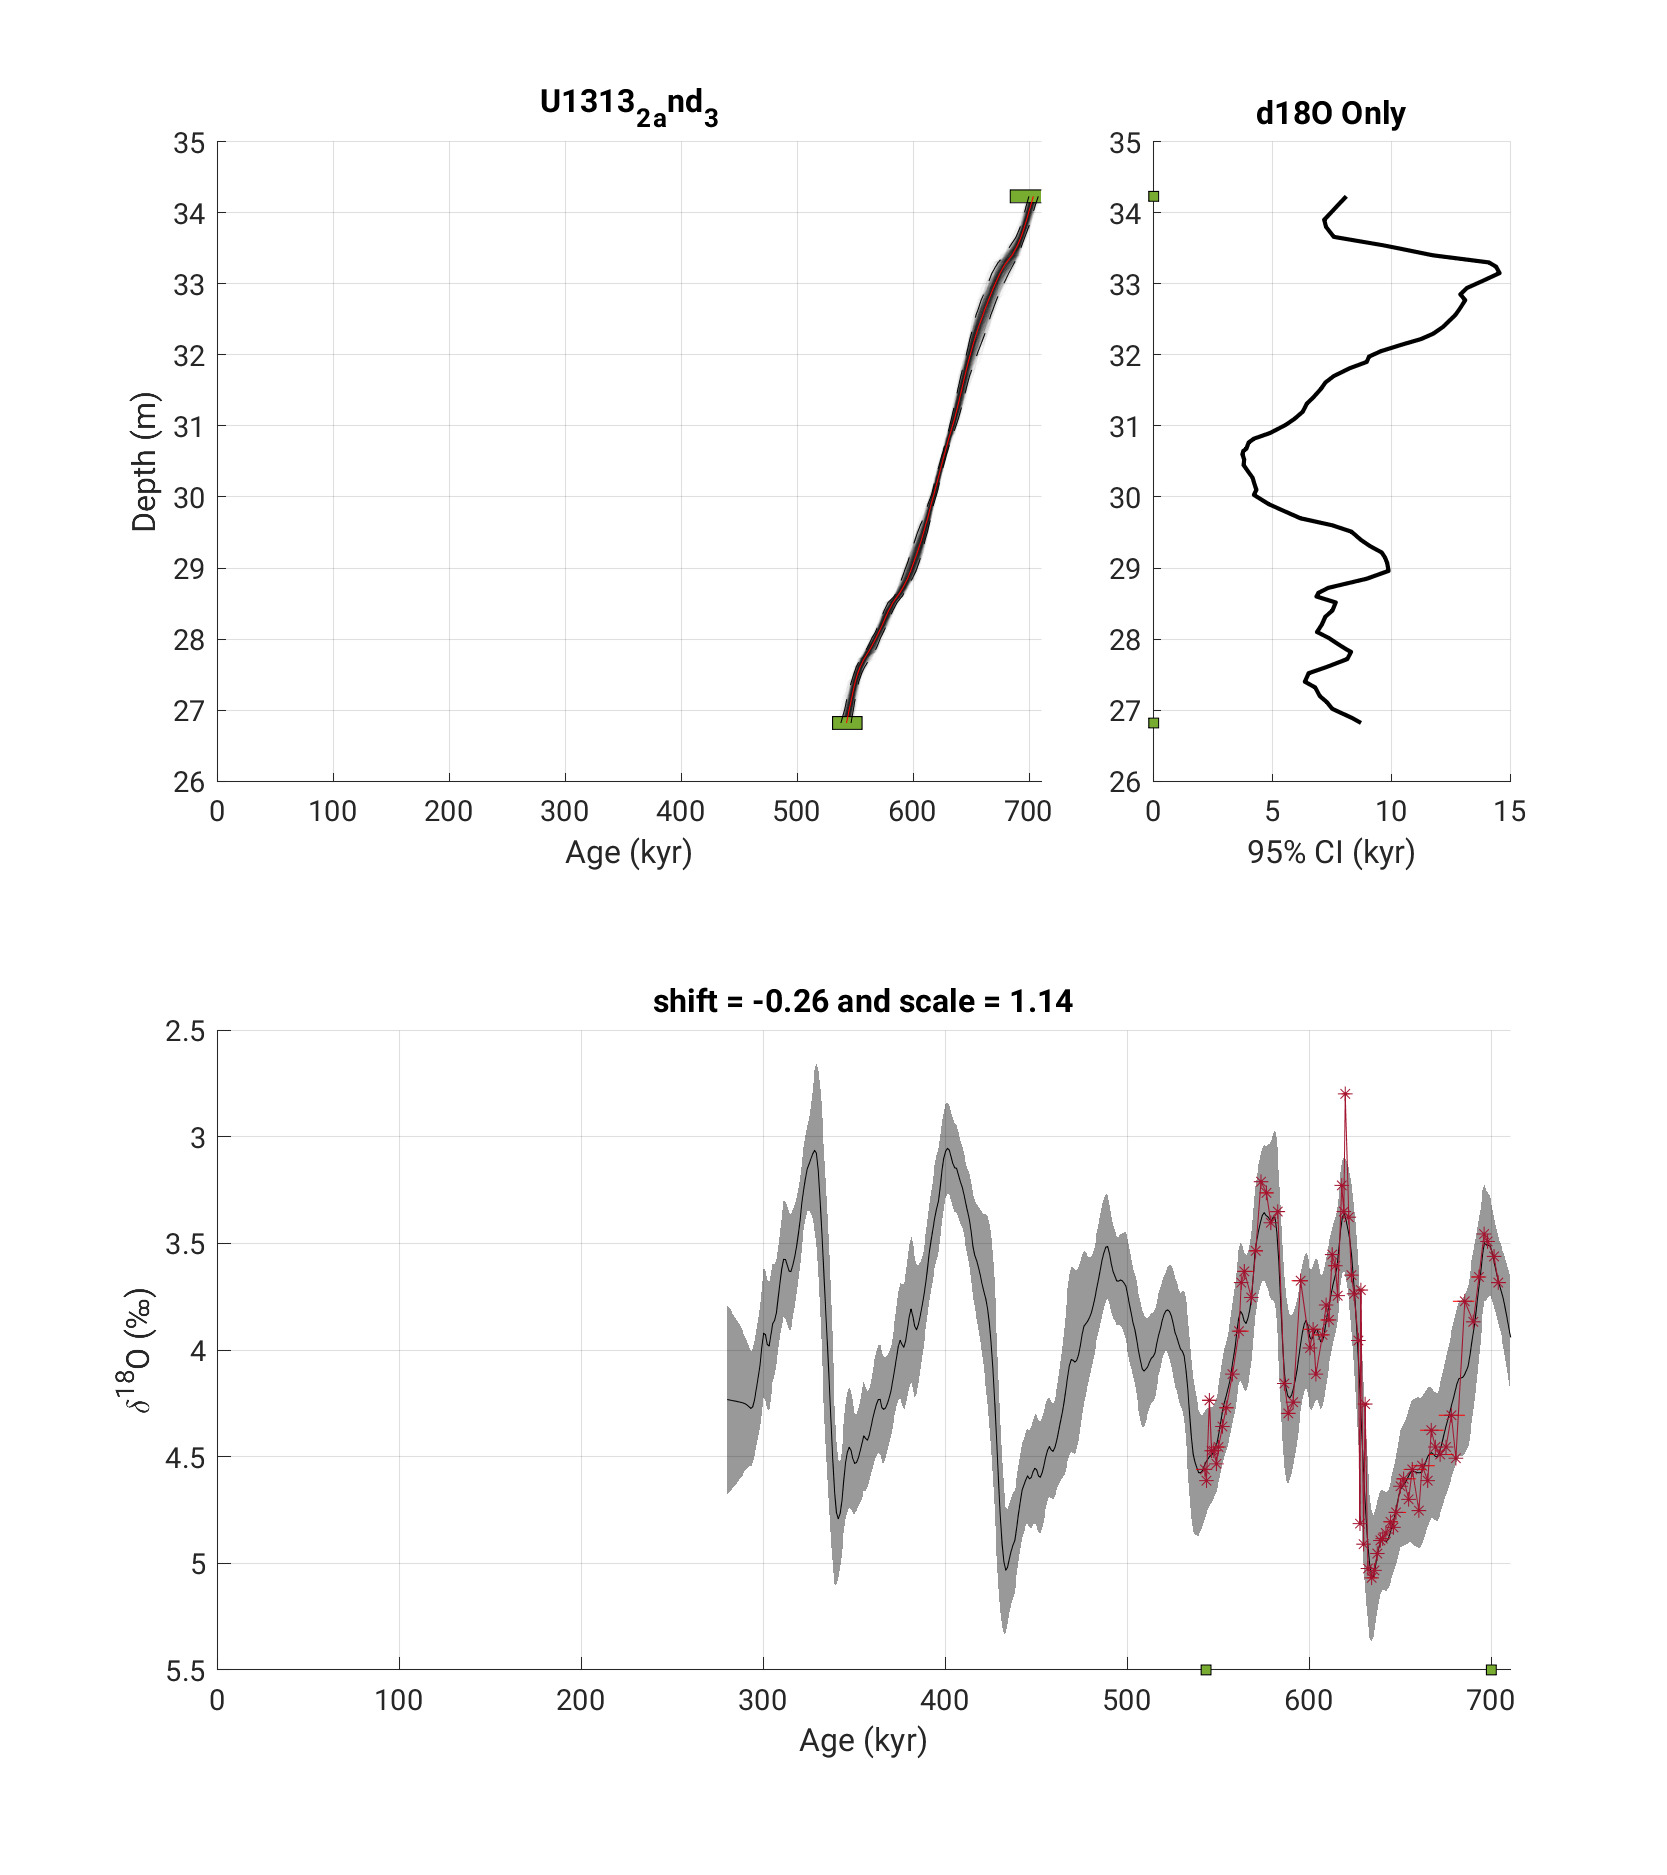 U1313₂ₐnd₃
35
34
33
32
31
30
29
28
27
26
Depth (m)
0 100 200 300 400 500 600 700
Age (kyr)
d18O Only
35
34
33
32
31
30
29
28
27
26
0 5 10 15
95% CI (kyr)
shift = -0.26 and scale = 1.14
2.5
3
3.5
4
4.5
5
5.5
δ¹⁸O (‰)
0 100 200 300 400 500 600 700
Age (kyr)